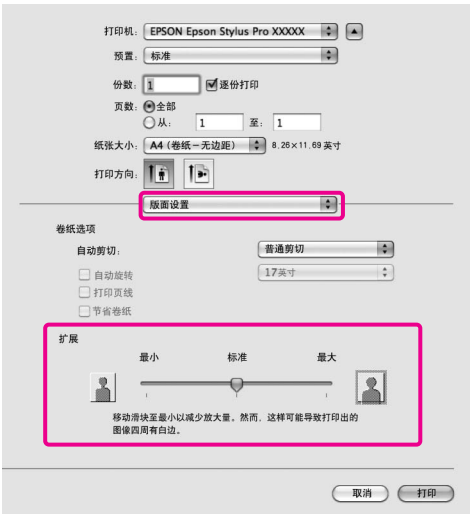 打印机: EPSON Epson Stylus Pro XXXXX
预置: 标准
份数: 1 逐份打印
页数: 全部
从: 1 至: 1
纸张大小: A4 (卷纸－无边距) 8.26×11.69 英寸
打印方向:
版面设置
卷纸选项
自动剪切: 普通剪切
自动旋转 17英寸
打印页线
节省卷纸
扩展
最小 标准 最大
移动滑块至最小以减少放大量。然而, 这样可能导致打印出的
图像四周有白边。
取消 打印